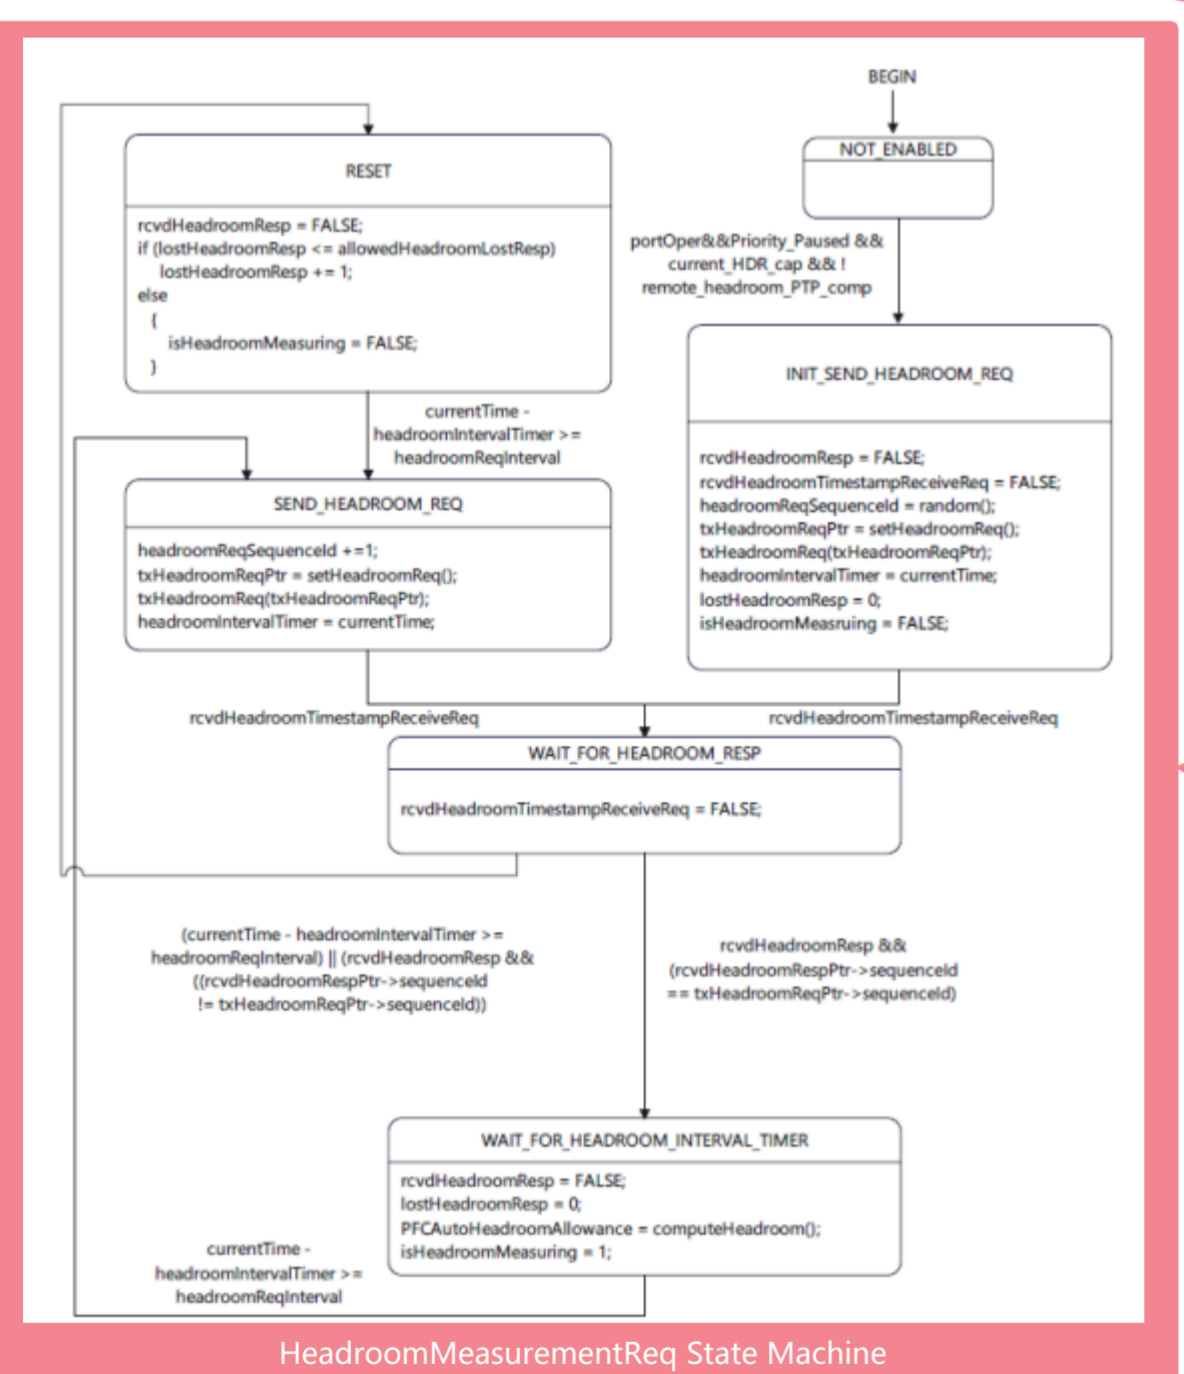 BEGIN
NOT_ENABLED
portOper&&Priority_Paused &&
current_HDR_cap && !
remote_headroom_PTP_comp
RESET
rcvdHeadroomResp = FALSE;
if (lostHeadroomResp <= allowedHeadroomLostResp)
lostHeadroomResp += 1;
else
{
isHeadroomMeasuring = FALSE;
}
currentTime -
headroomIntervalTimer >=
headroomReqInterval
INIT_SEND_HEADROOM_REQ
rcvdHeadroomResp = FALSE;
rcvdHeadroomTimestampReceiveReq = FALSE;
headroomReqSequenceId = random();
txHeadroomReqPtr = setHeadroomReq();
txHeadroomReq(txHeadroomReqPtr);
headroomIntervalTimer = currentTime;
lostHeadroomResp = 0;
isHeadroomMeasruing = FALSE;
SEND_HEADROOM_REQ
headroomReqSequenceId +=1;
txHeadroomReqPtr = setHeadroomReq();
txHeadroomReq(txHeadroomReqPtr);
headroomIntervalTimer = currentTime;
rcvdHeadroomTimestampReceiveReq
rcvdHeadroomTimestampReceiveReq
WAIT_FOR_HEADROOM_RESP
rcvdHeadroomTimestampReceiveReq = FALSE;
(currentTime - headroomIntervalTimer >=
headroomReqInterval) || (rcvdHeadroomResp &&
((rcvdHeadroomRespPtr->sequenceId
!= txHeadroomReqPtr->sequenceId))
rcvdHeadroomResp &&
(rcvdHeadroomRespPtr->sequenceId
== txHeadroomReqPtr->sequenceId)
WAIT_FOR_HEADROOM_INTERVAL_TIMER
rcvdHeadroomResp = FALSE;
lostHeadroomResp = 0;
PFCAutoHeadroomAllowance = computeHeadroom();
isHeadroomMeasuring = 1;
currentTime -
headroomIntervalTimer >=
headroomReqInterval
HeadroomMeasurementReq State Machine